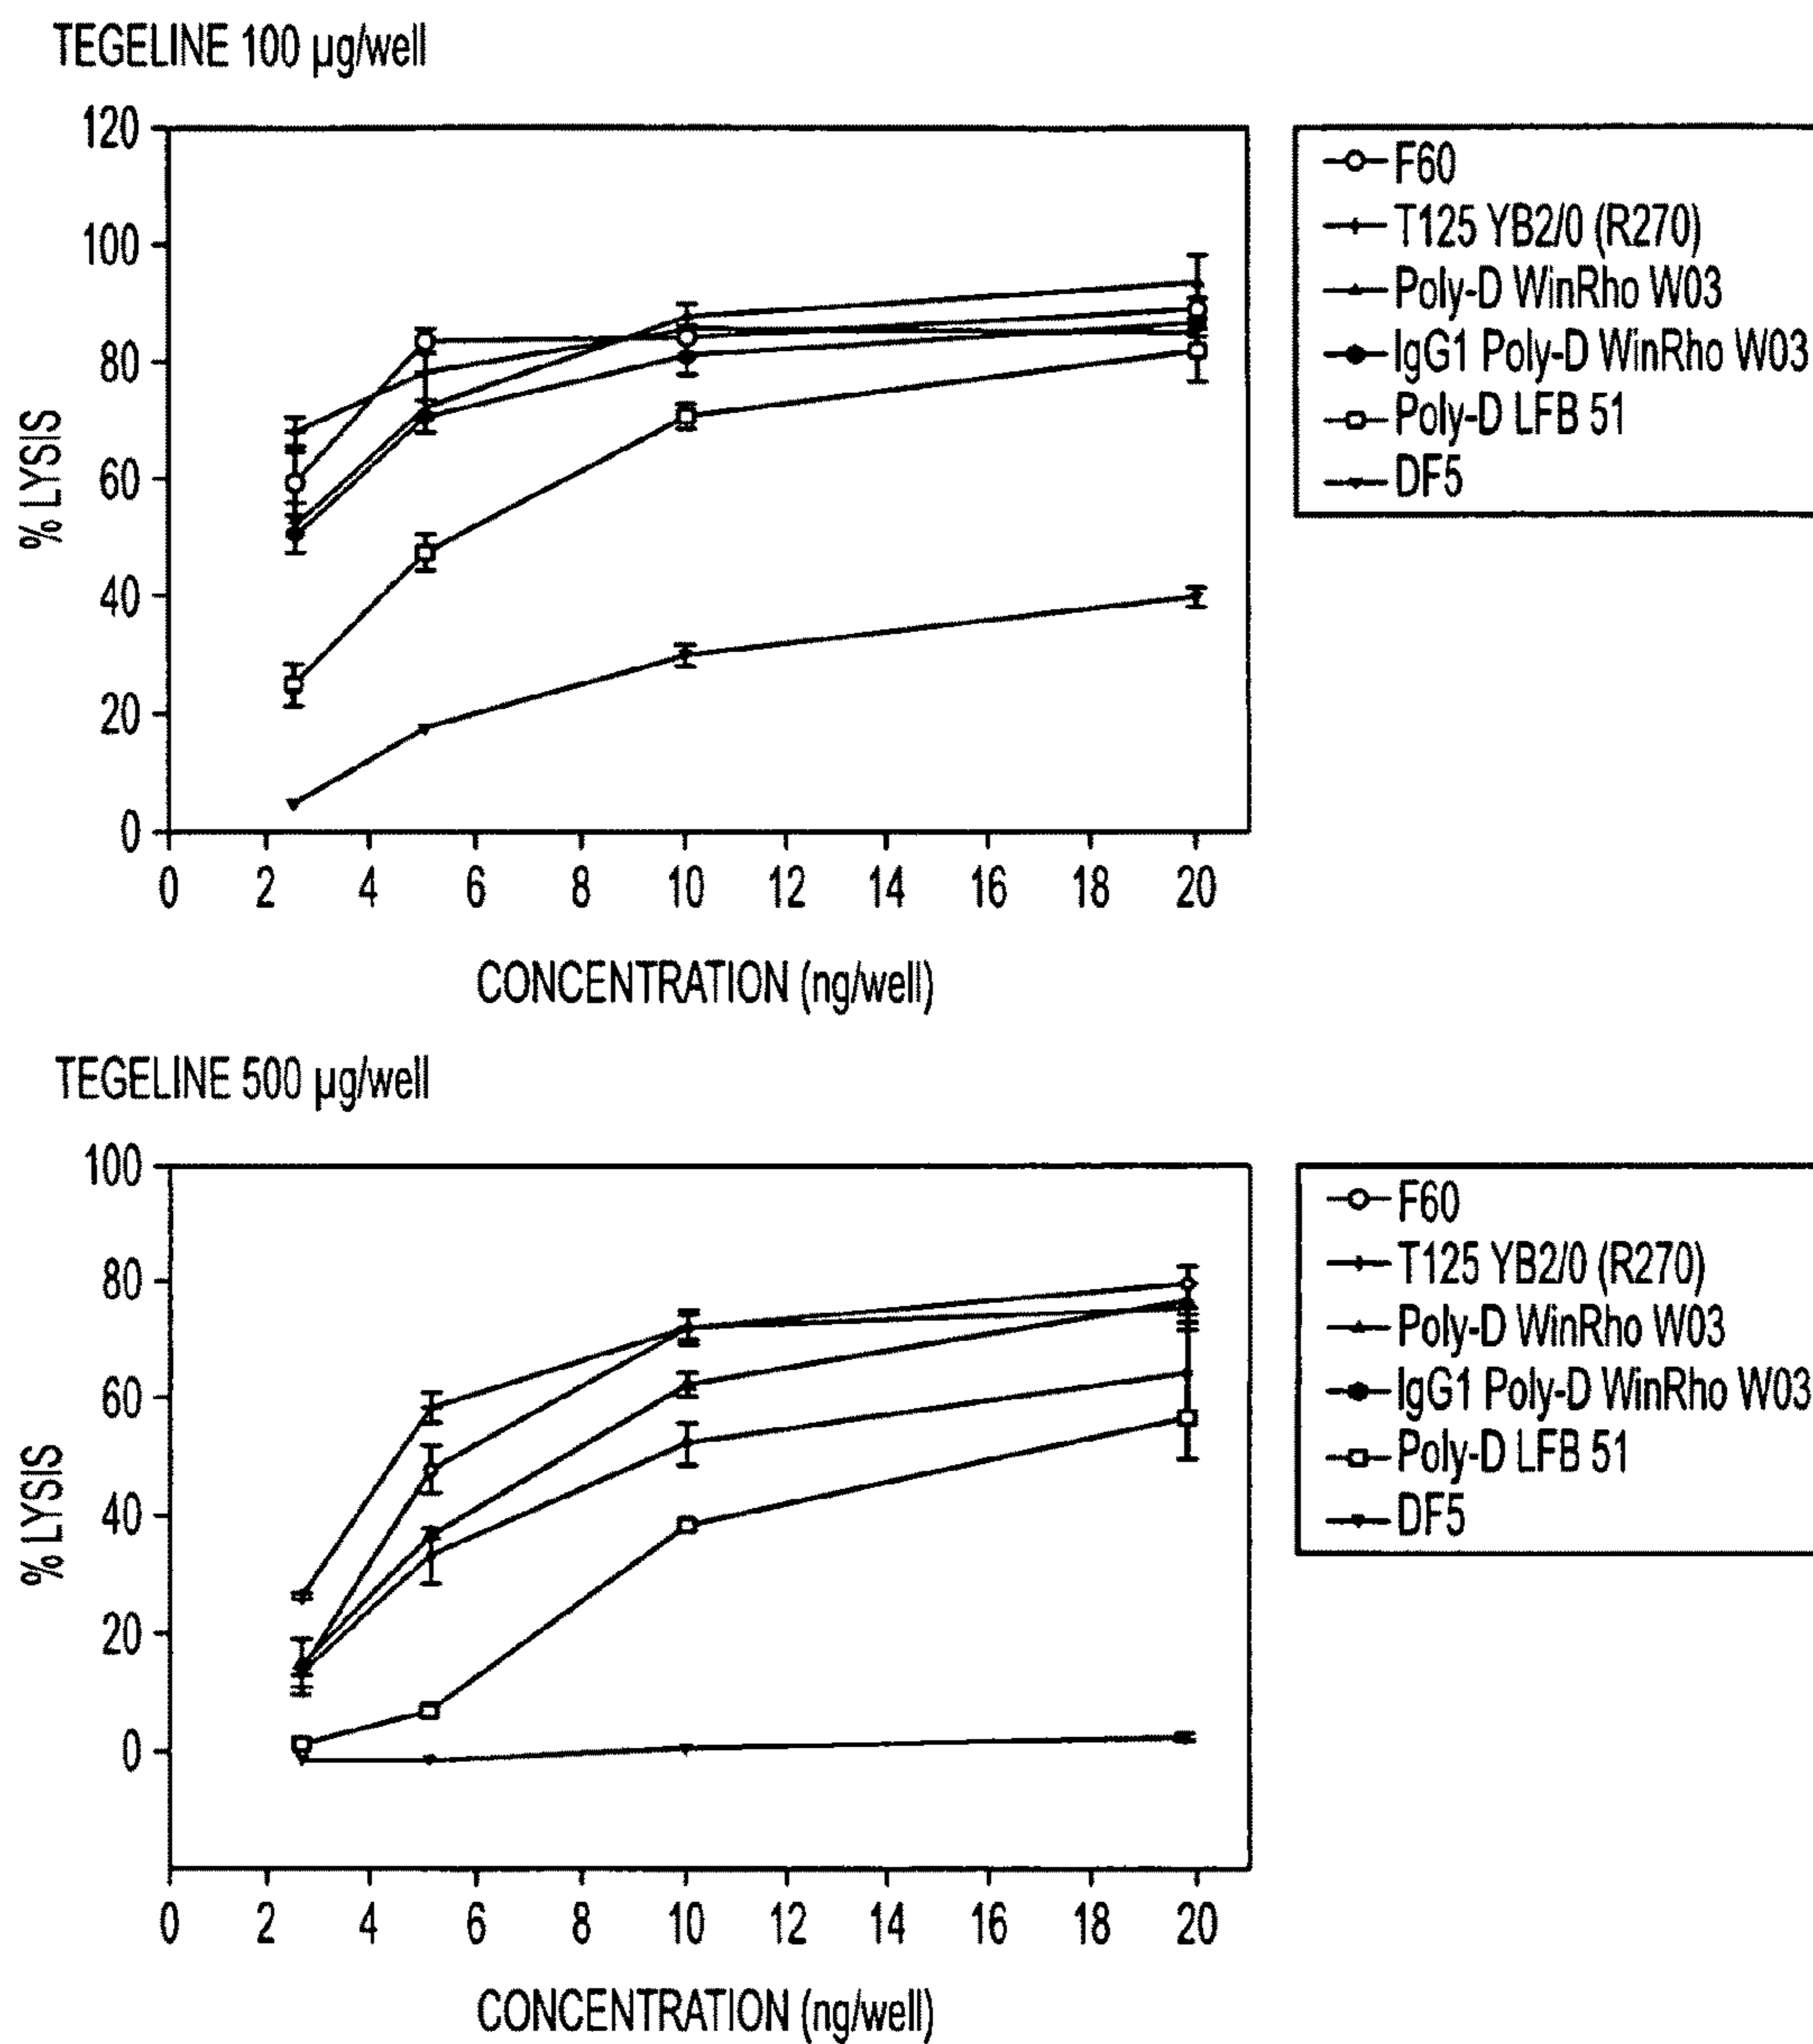 TEGELINE 100 µg/well
120
100
80
60
40
20
0
% LYSIS
0 2 4 6 8 10 12 14 16 18 20
CONCENTRATION (ng/well)
F60
T125 YB2/0 (R270)
Poly-D WinRho W03
IgG1 Poly-D WinRho W03
Poly-D LFB 51
DF5
TEGELINE 500 µg/well
100
80
60
40
20
0
% LYSIS
0 2 4 6 8 10 12 14 16 18 20
CONCENTRATION (ng/well)
F60
T125 YB2/0 (R270)
Poly-D WinRho W03
IgG1 Poly-D WinRho W03
Poly-D LFB 51
DF5